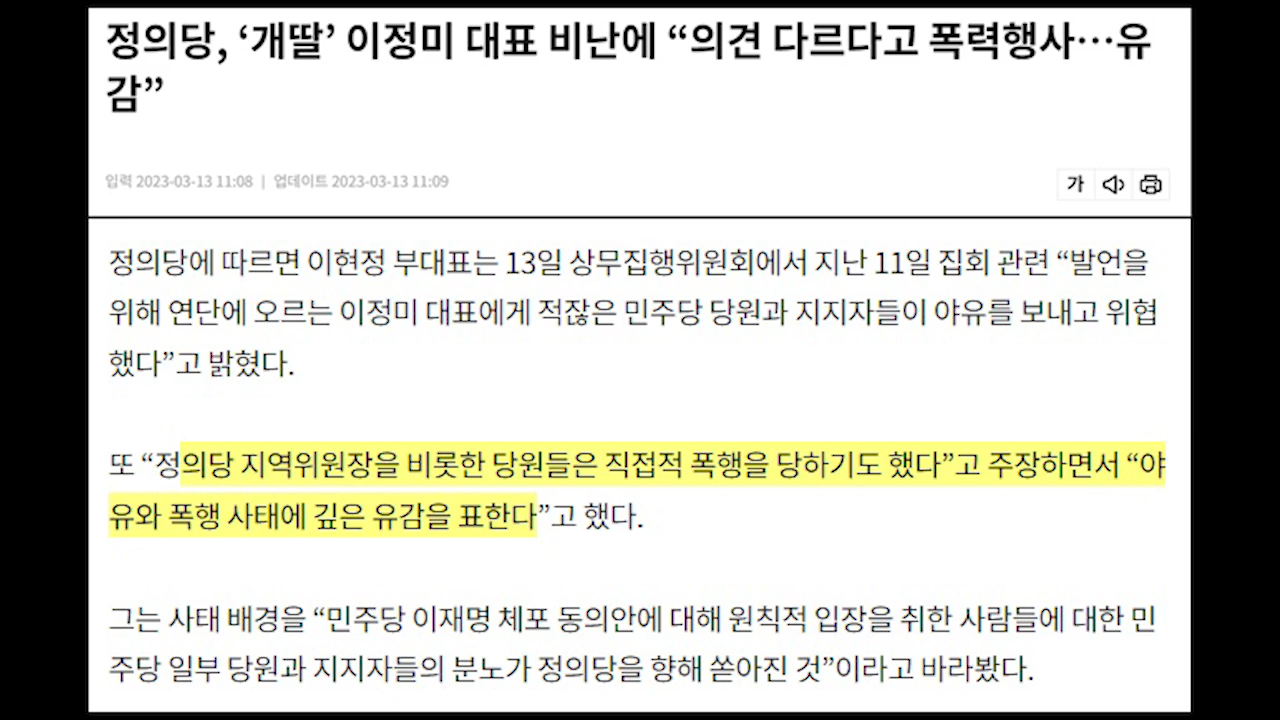 정의당, ‘개딸’ 이정미 대표 비난에 “의견 다르다고 폭력행사…유
감”
입력 2023-03-13 11:08 | 업데이트 2023-03-13 11:09
가
정의당에 따르면 이현정 부대표는 13일 상무집행위원회에서 지난 11일 집회 관련 “발언을
위해 연단에 오르는 이정미 대표에게 적잖은 민주당 당원과 지지자들이 야유를 보내고 위협
했다”고 밝혔다.
또 “정의당 지역위원장을 비롯한 당원들은 직접적 폭행을 당하기도 했다”고 주장하면서 “야
유와 폭행 사태에 깊은 유감을 표한다”고 했다.
그는 사태 배경을 “민주당 이재명 체포 동의안에 대해 원칙적 입장을 취한 사람들에 대한 민
주당 일부 당원과 지지자들의 분노가 정의당을 향해 쏟아진 것”이라고 바라봤다.